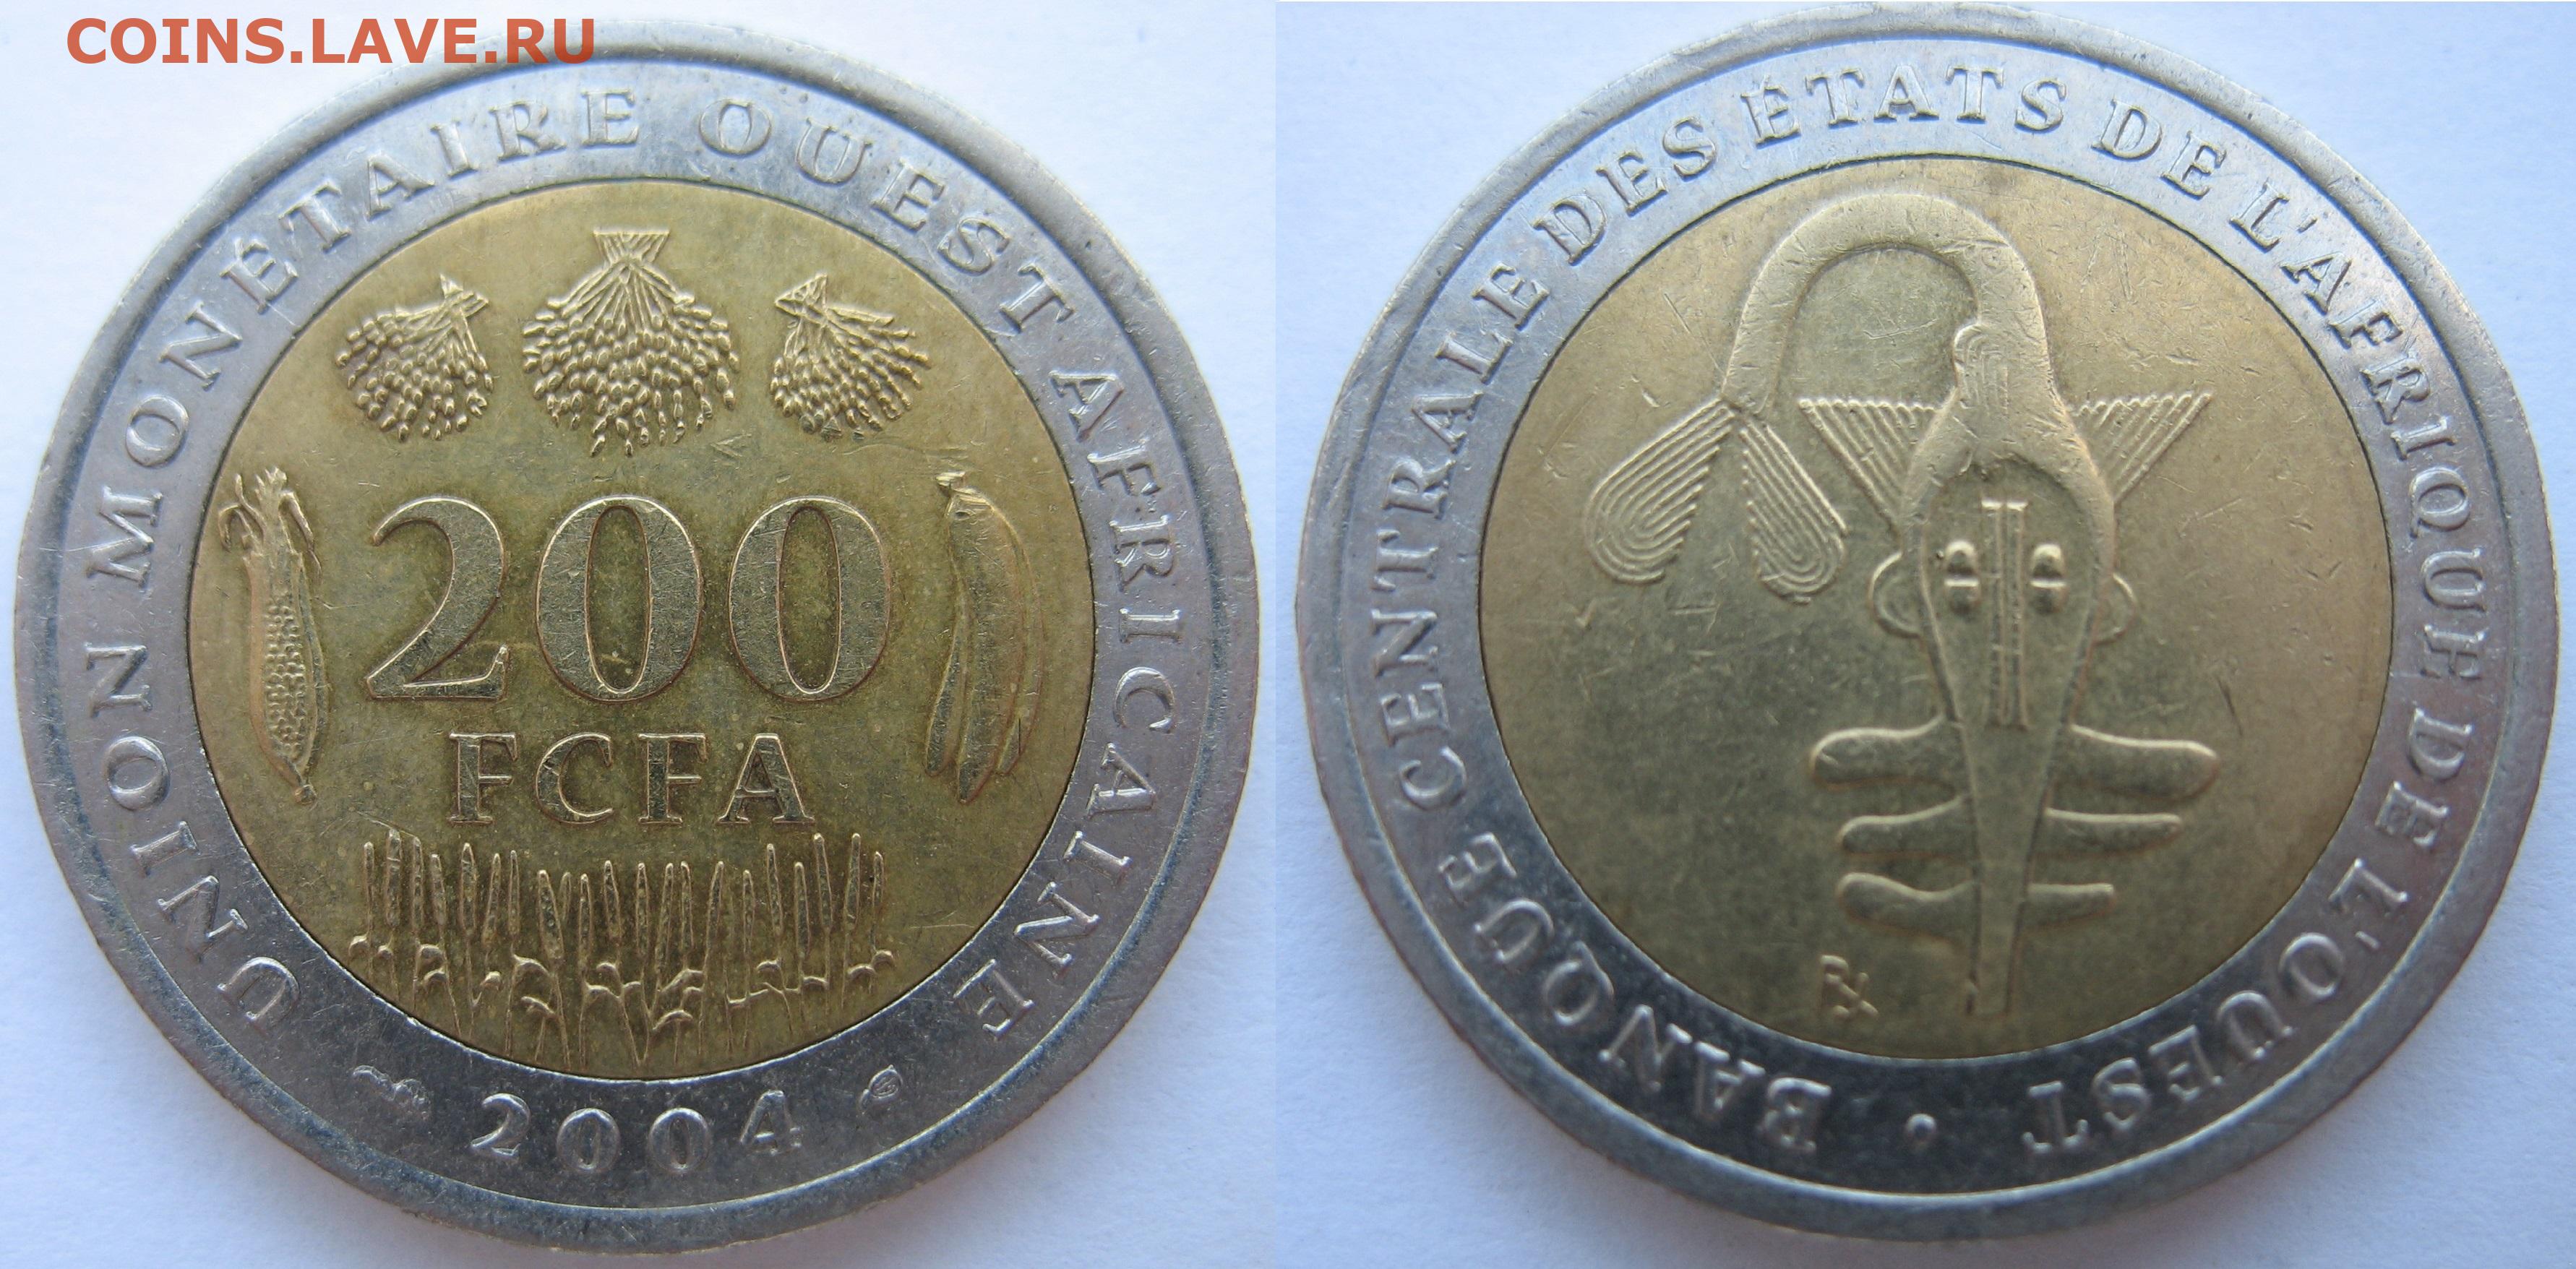 COINS.LAVE.RU
UNION MONÉTAIRE OUEST AFRICAINE
200
FCFA
2004
BANQUE CENTRALE DES ÉTATS DE L'AFRIQUE DE L'OUEST